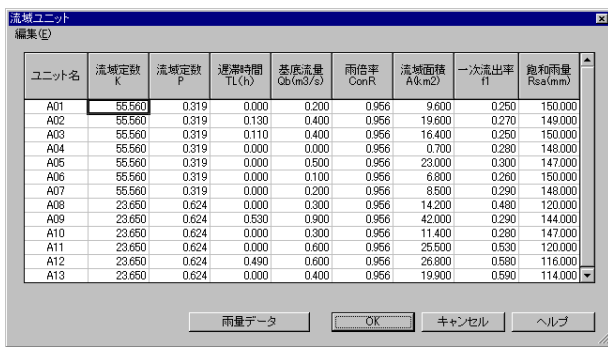 流域ユニット
編集(E)
ユニット名 流域定数 K 流域定数 P 遅滞時間 TL(h) 基底流量 Qb(m3/s) 雨倍率 ConR 流域面積 A(km2) 一次流出率 f1 飽和雨量 Rsa(mm)
A01 55.560 0.319 0.000 0.200 0.956 9.600 0.250 150.000
A02 55.560 0.319 0.130 0.400 0.956 19.600 0.270 149.000
A03 55.560 0.319 0.110 0.400 0.956 16.400 0.250 150.000
A04 55.560 0.319 0.000 0.000 0.956 0.700 0.280 148.000
A05 55.560 0.319 0.000 0.500 0.956 23.000 0.300 147.000
A06 55.560 0.319 0.000 0.100 0.956 6.800 0.260 150.000
A07 55.560 0.319 0.000 0.200 0.956 8.500 0.290 148.000
A08 23.650 0.624 0.000 0.300 0.956 14.200 0.480 120.000
A09 23.650 0.624 0.530 0.900 0.956 42.000 0.290 144.000
A10 23.650 0.624 0.000 0.300 0.956 11.400 0.280 147.000
A11 23.650 0.624 0.000 0.600 0.956 25.500 0.530 120.000
A12 23.650 0.624 0.490 0.600 0.956 26.800 0.580 116.000
A13 23.650 0.624 0.000 0.400 0.956 19.900 0.590 114.000
雨量データ OK キャンセル ヘルプ